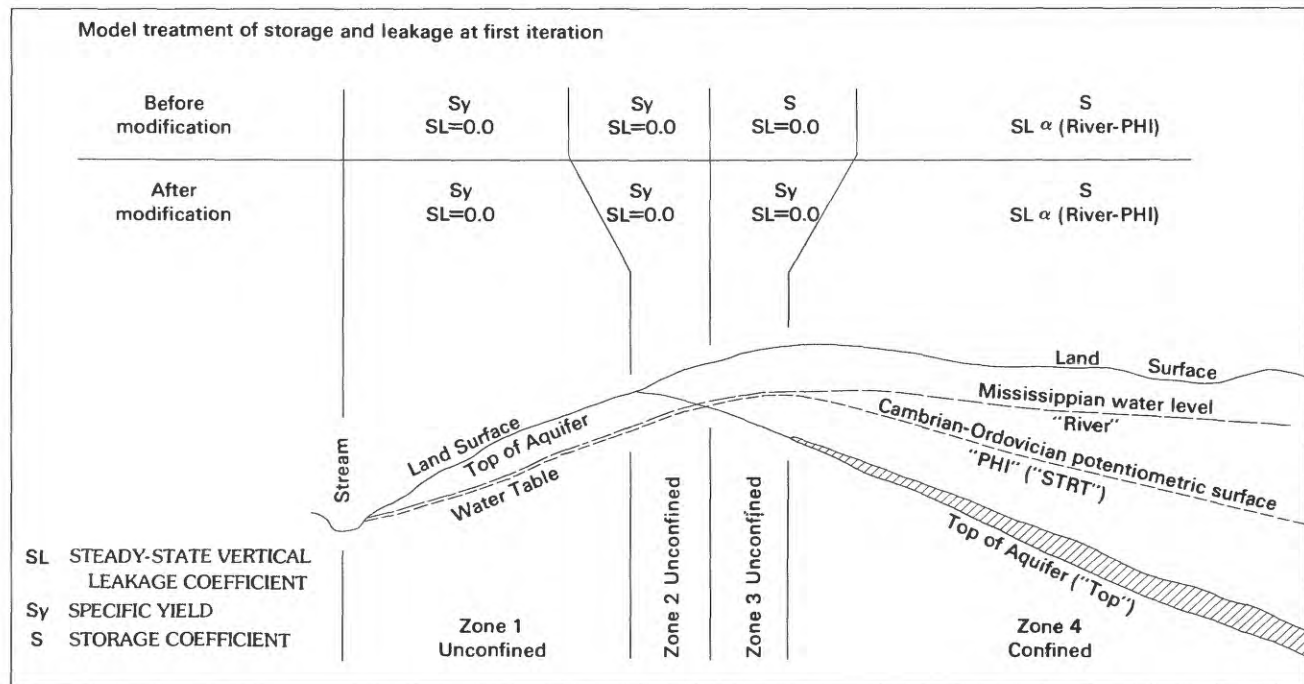 Model treatment of storage and leakage at first iteration
Before
modification
Sy
SL=0.0
Sy
SL=0.0
S
SL=0.0
S
SL α (River-PHI)
After
modification
Sy
SL=0.0
Sy
SL=0.0
Sy
SL=0.0
S
SL α (River-PHI)
Land Surface
Mississippian water level
"River"
Cambrian-Ordovician potentiometric surface
"PHI" ("STRT")
Top of Aquifer ("Top")
Land Surface
Top of Aquifer
Water Table
Stream
SL STEADY-STATE VERTICAL
LEAKAGE COEFFICIENT
Sy SPECIFIC YIELD
S STORAGE COEFFICIENT
Zone 1
Unconfined
Zone 2 Unconfined
Zone 3 Unconfined
Zone 4
Confined